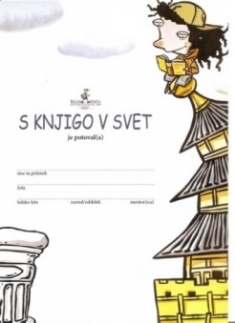 S KNJIGO V SVET
je potoval(a)
ime in priimek
šola
šolsko leto razred/oddelek mentor(ica)